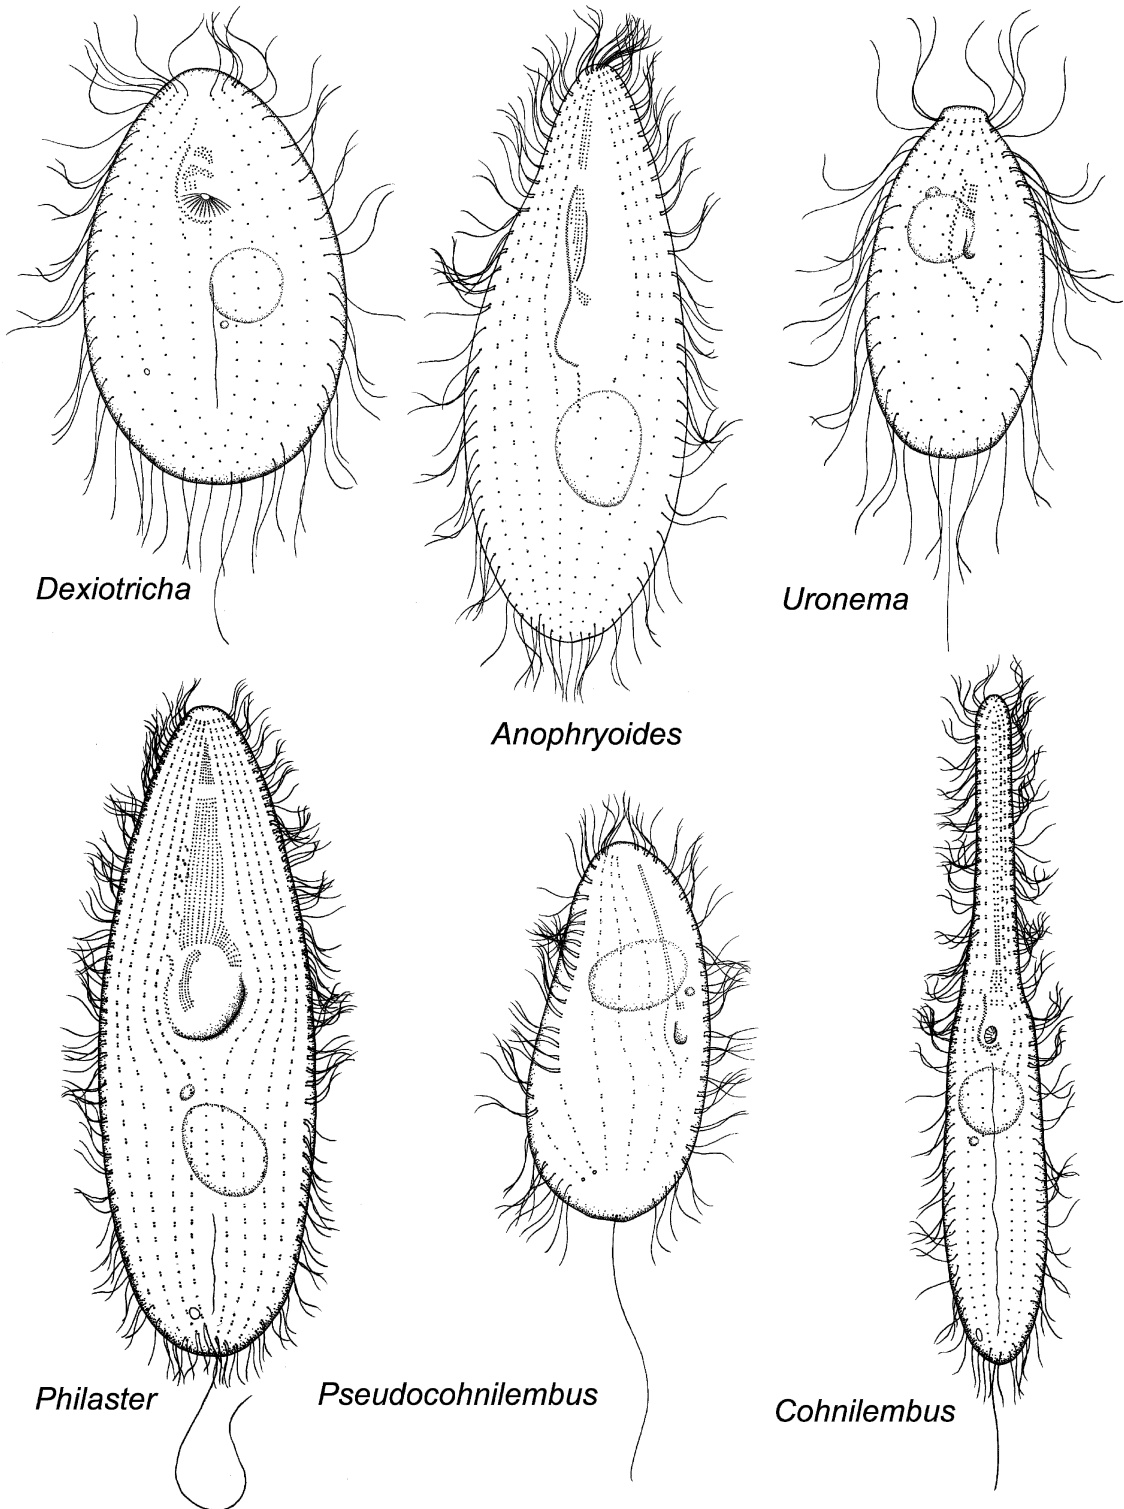 Dexiotricha
Uronema
Anophryoides
Philaster
Pseudocohnilembus
Cohnilembus